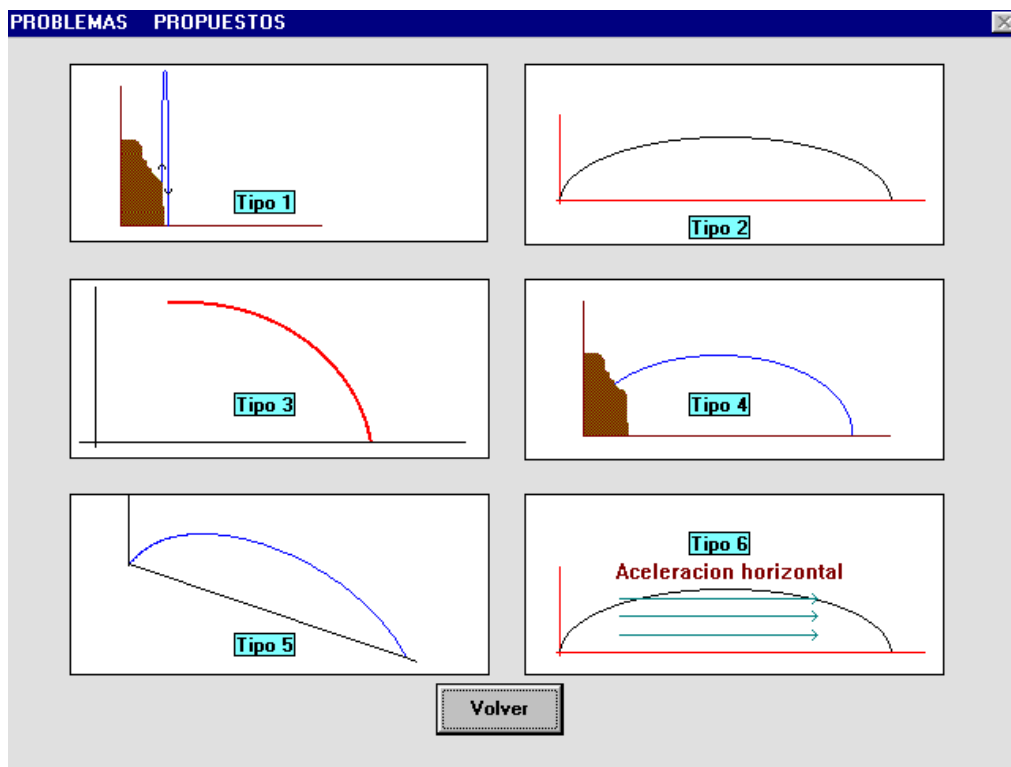 PROBLEMAS PROPUESTOS
Tipo 1
Tipo 2
Tipo 3
Tipo 4
Tipo 5
Tipo 6
Aceleracion horizontal
Volver